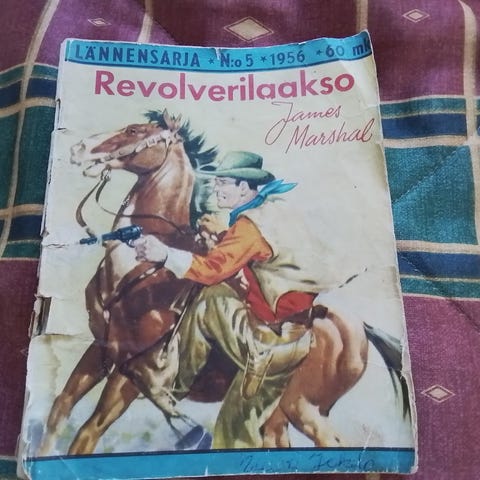 LÄNNENSARJA * N:o 5 * 1956 * 60 mk
Revolverilaakso
James
Marshal